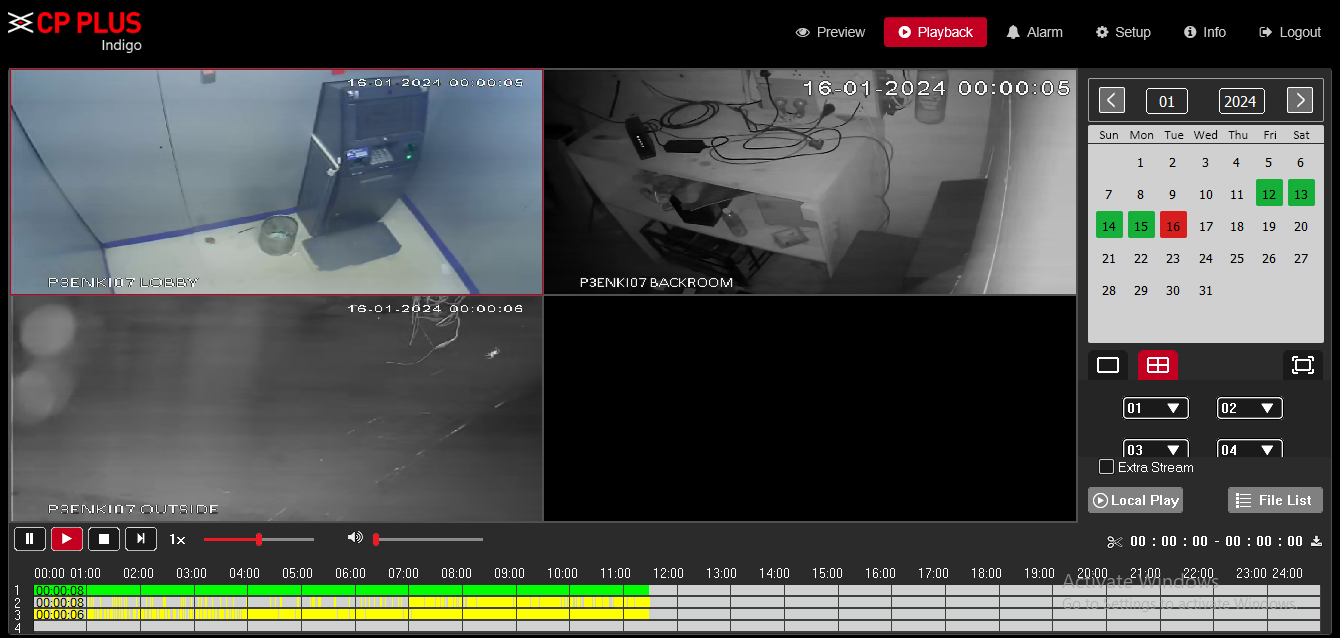 CP PLUS
Indigo
Preview Playback Alarm Setup Info Logout
16-01-2024 00:00:05
P3ENKI07 LOBBY
16-01-2024 00:00:05
P3ENKI07 BACKROOM
16-01-2024 00:00:06
P3ENKI07 OUTSIDE
01 2024
Sun Mon Tue Wed Thu Fri Sat
1 2 3 4 5 6
7 8 9 10 11 12 13
14 15 16 17 18 19 20
21 22 23 24 25 26 27
28 29 30 31
01 02
03 04
Extra Stream
Local Play File List
1x
00 : 00 : 00 - 00 : 00 : 00
00:00 01:00 02:00 03:00 04:00 05:00 06:00 07:00 08:00 09:00 10:00 11:00 12:00 13:00 14:00 15:00 16:00 17:00 18:00 19:00 20:00 21:00 22:00 23:00 24:00
1 00:00:08
2 00:00:08
3 00:00:06
4
Activate Windows
Go to Settings to activate Windows.